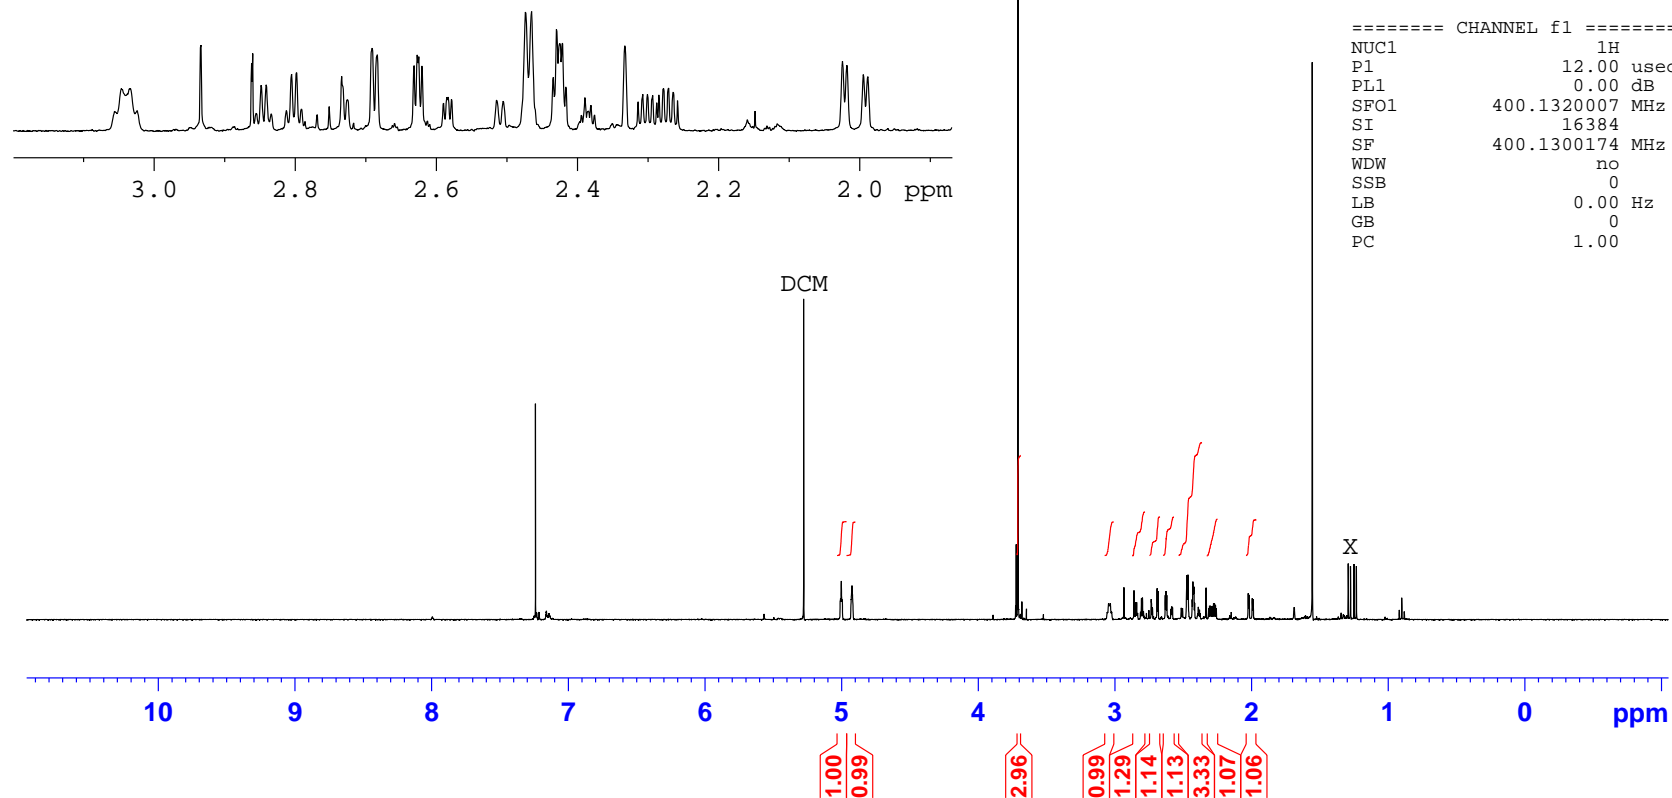 ======== CHANNEL f1 ========
NUC1 1H
P1 12.00 used
PL1 0.00 dB
SFO1 400.1320007 MHz
SI 16384
SF 400.1300174 MHz
WDW no
SSB 0
LB 0.00 Hz
GB 0
PC 1.00
3.0 2.8 2.6 2.4 2.2 2.0 ppm
DCM
X
10 9 8 7 6 5 4 3 2 1 0 ppm
1.00 0.99 2.96 0.99 1.29 1.14 1.13 3.33 1.07 1.06